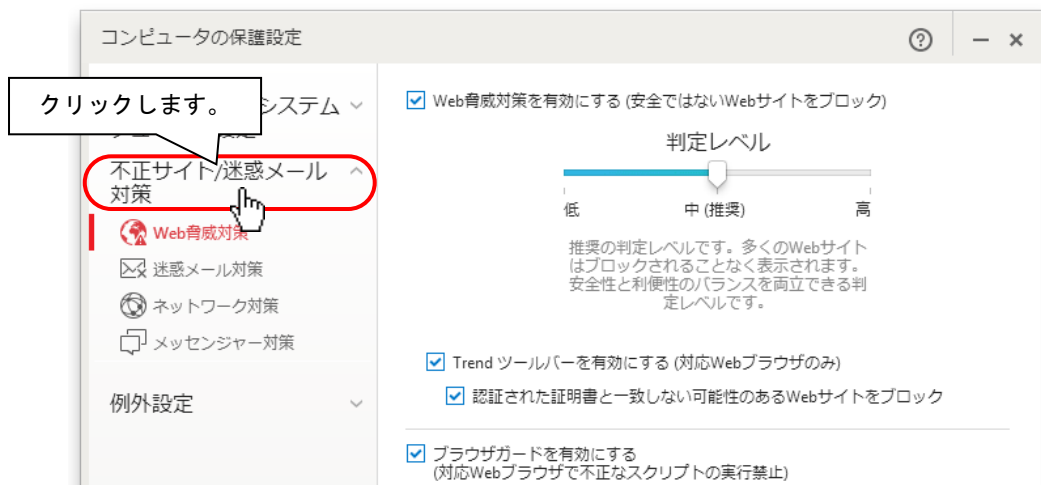 コンピュータの保護設定
クリックします。
システム
不正サイト/迷惑メール
対策
Web脅威対策
迷惑メール対策
ネットワーク対策
メッセンジャー対策
例外設定
Web脅威対策を有効にする (安全ではないWebサイトをブロック)
判定レベル
低
中 (推奨)
高
推奨の判定レベルです。多くのWebサイト
はブロックされることなく表示されます。
安全性と利便性のバランスを両立できる判
定レベルです。
Trend ツールバーを有効にする (対応Webブラウザのみ)
認証された証明書と一致しない可能性のあるWebサイトをブロック
ブラウザガードを有効にする
(対応Webブラウザで不正なスクリプトの実行禁止)